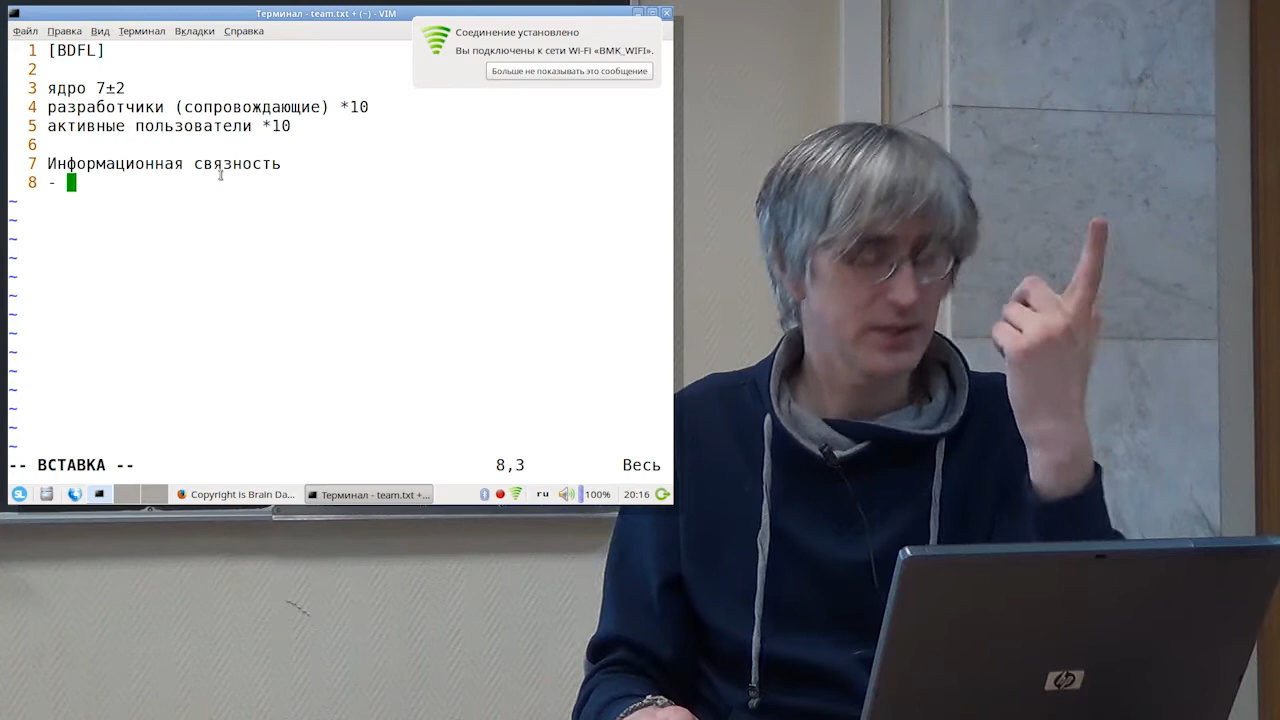 Терминал - team.txt + (~) - VIM
Файл Правка Вид Терминал Вкладки Справка
Соединение установлено
Вы подключены к сети Wi-Fi «BMK_WIFI».
Больше не показывать это сообщение
1 [BDFL]
2
3 ядро 7±2
4 разработчики (сопровождающие) *10
5 активные пользователи *10
6
7 Информационная связность
8 -
~
~
~
~
~
~
~
~
~
~
~
~
~
~
-- ВСТАВКА -- 8,3 Весь
SL Copyright is Brain Da... Терминал - team.txt +... ru 100% 20:16
hp